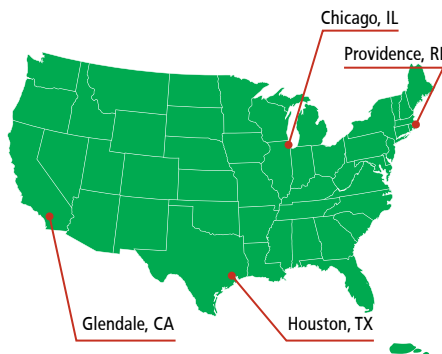 Chicago, IL
Providence, RI
Glendale, CA
Houston, TX